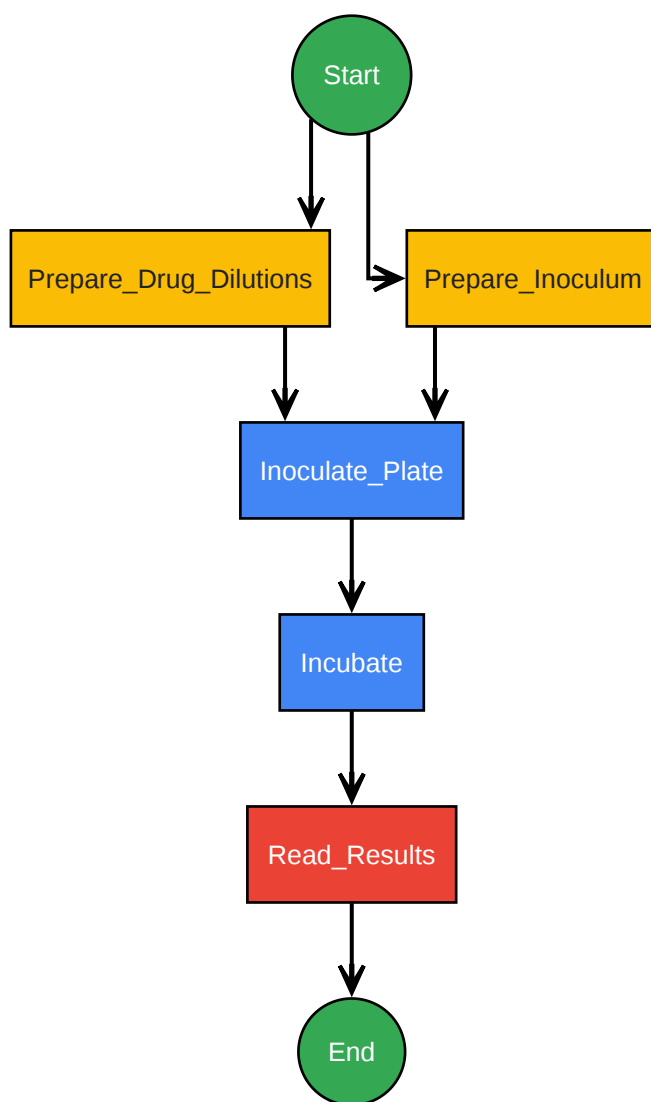 Start
Prepare_Drug_Dilutions
Prepare_Inoculum
Inoculate_Plate
Incubate
Read_Results
End